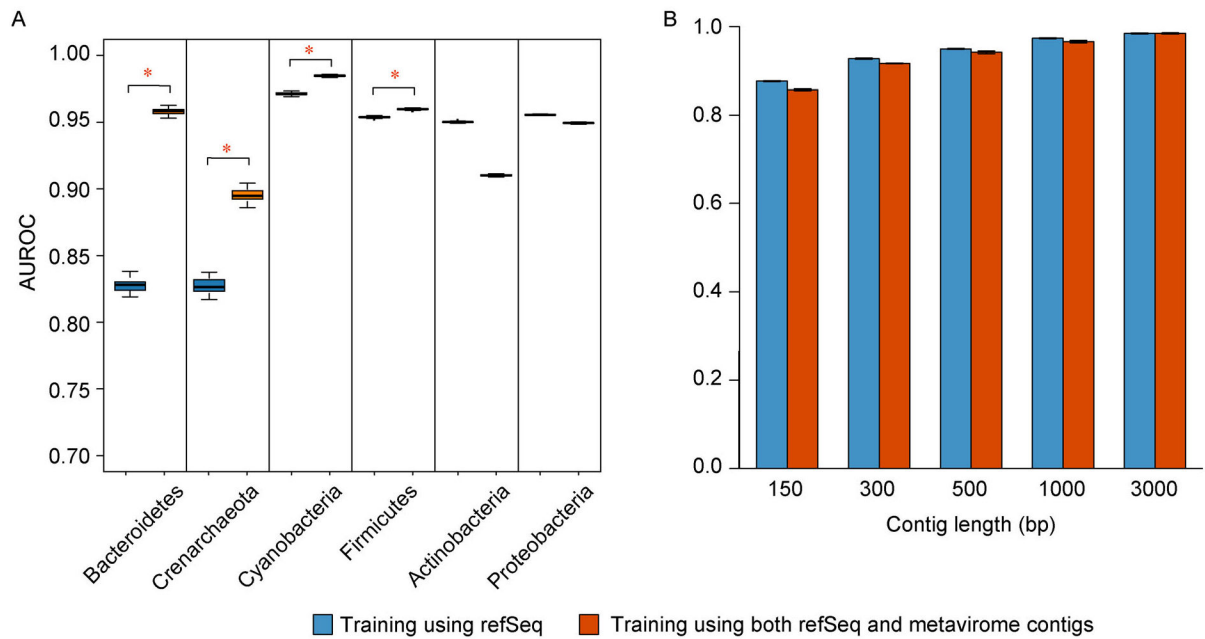 A
AUROC
1.00
0.95
0.90
0.85
0.80
0.75
0.70
*
*
*
*
Bacteroidetes
Crenarchaeota
Cyanobacteria
Firmicutes
Actinobacteria
Proteobacteria
B
1.0
0.8
0.6
0.4
0.2
0.0
150 300 500 1000 3000
Contig length (bp)
Training using refSeq
Training using both refSeq and metavirome contigs